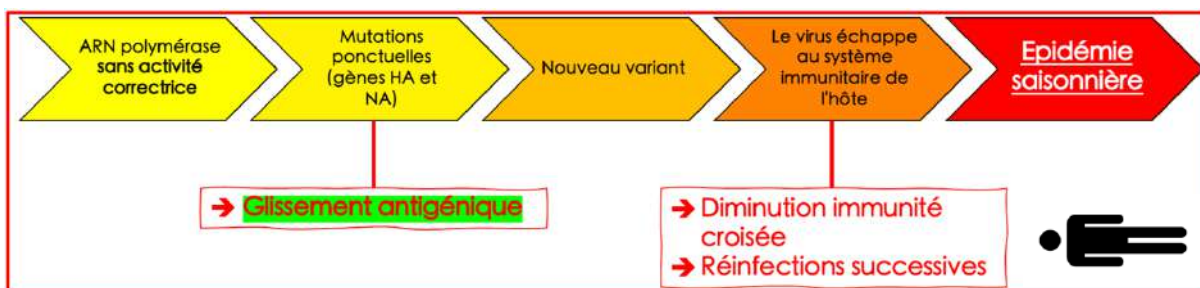 ARN polymérase
sans activité
correctrice
Mutations
ponctuelles
(gènes HA et
NA)
Nouveau variant
Le virus échappe
au système
immunitaire de
l'hôte
Epidémie
saisonnière
➔ Glissement antigénique
➔ Diminution immunité
croisée
➔ Réinfections successives